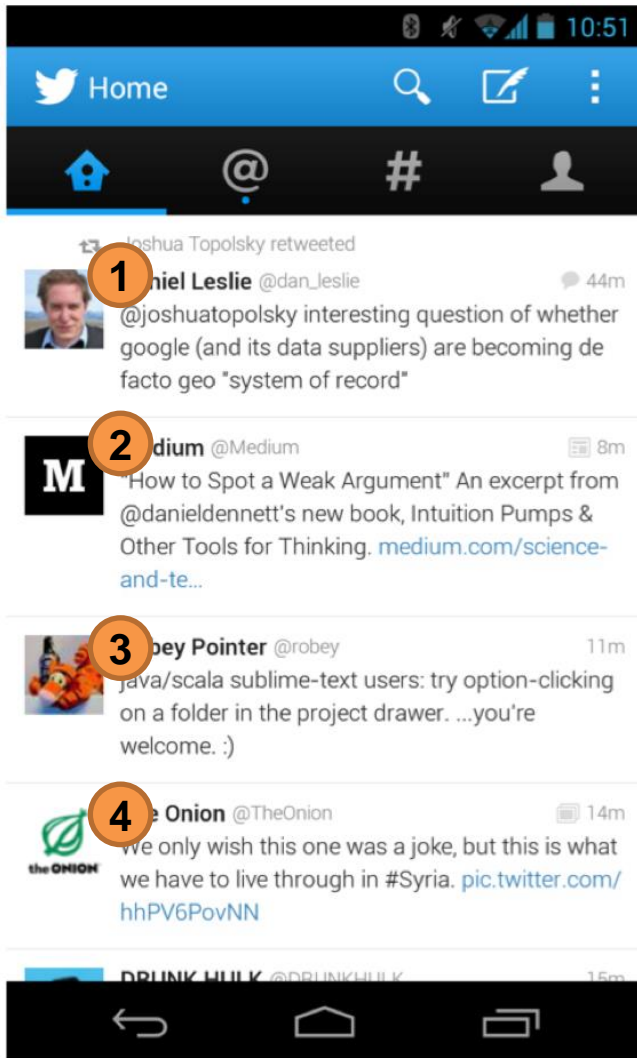 10:51
Home
@
#
Joshua Topolsky retweeted
1
niel Leslie @dan_leslie 44m
@joshuatopolsky interesting question of whether
google (and its data suppliers) are becoming de
facto geo "system of record"
2
M
dium @Medium 8m
"How to Spot a Weak Argument" An excerpt from
@danieldennett's new book, Intuition Pumps &
Other Tools for Thinking. medium.com/science-
and-te...
3
bey Pointer @robey 11m
java/scala sublime-text users: try option-clicking
on a folder in the project drawer. ...you're
welcome. :)
4
e Onion @TheOnion 14m
the ONION
We only wish this one was a joke, but this is what
we have to live through in #Syria. pic.twitter.com/
hhPV6PovNN
DRUNK HULK @DRUNKHULK 15m